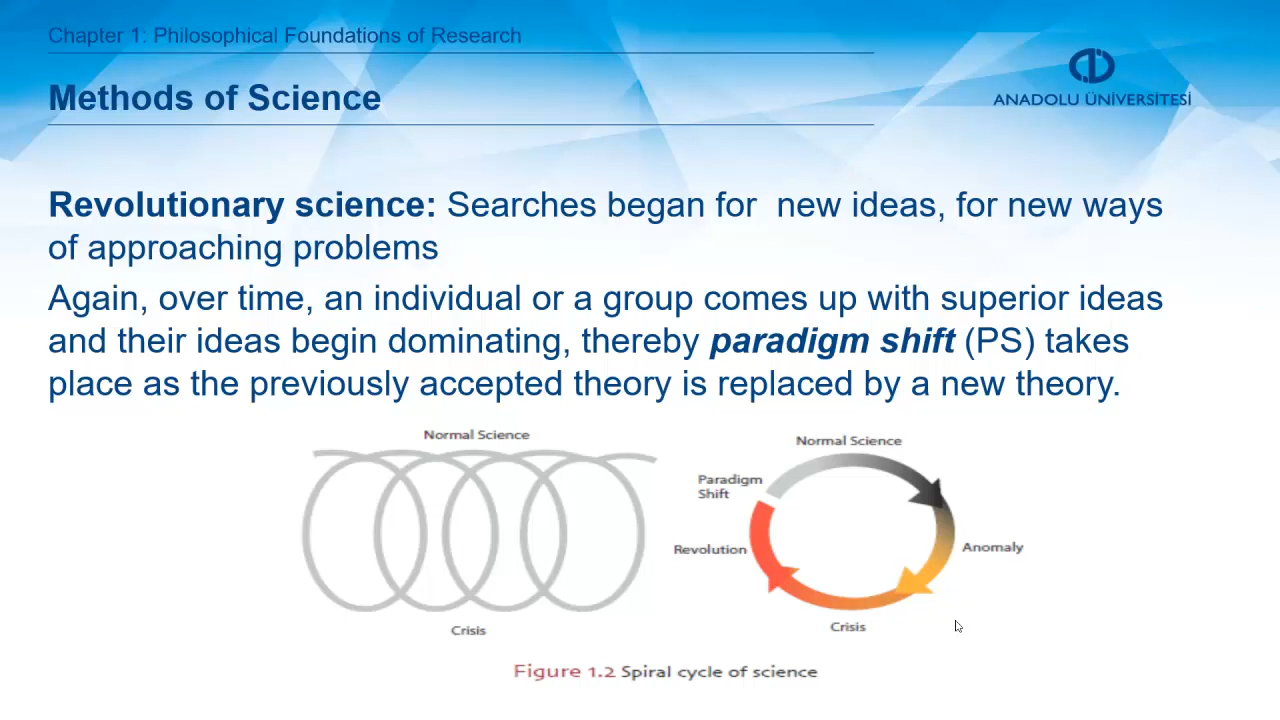 Chapter 1: Philosophical Foundations of Research
Methods of Science
ANADOLU ÜNİVERSİTESİ
Revolutionary science: Searches began for  new ideas, for new ways
of approaching problems
Again, over time, an individual or a group comes up with superior ideas
and their ideas begin dominating, thereby paradigm shift (PS) takes
place as the previously accepted theory is replaced by a new theory.
Normal Science
Crisis
Normal Science
Paradigm
Shift
Revolution
Anomaly
Crisis
Figure 1.2 Spiral cycle of science